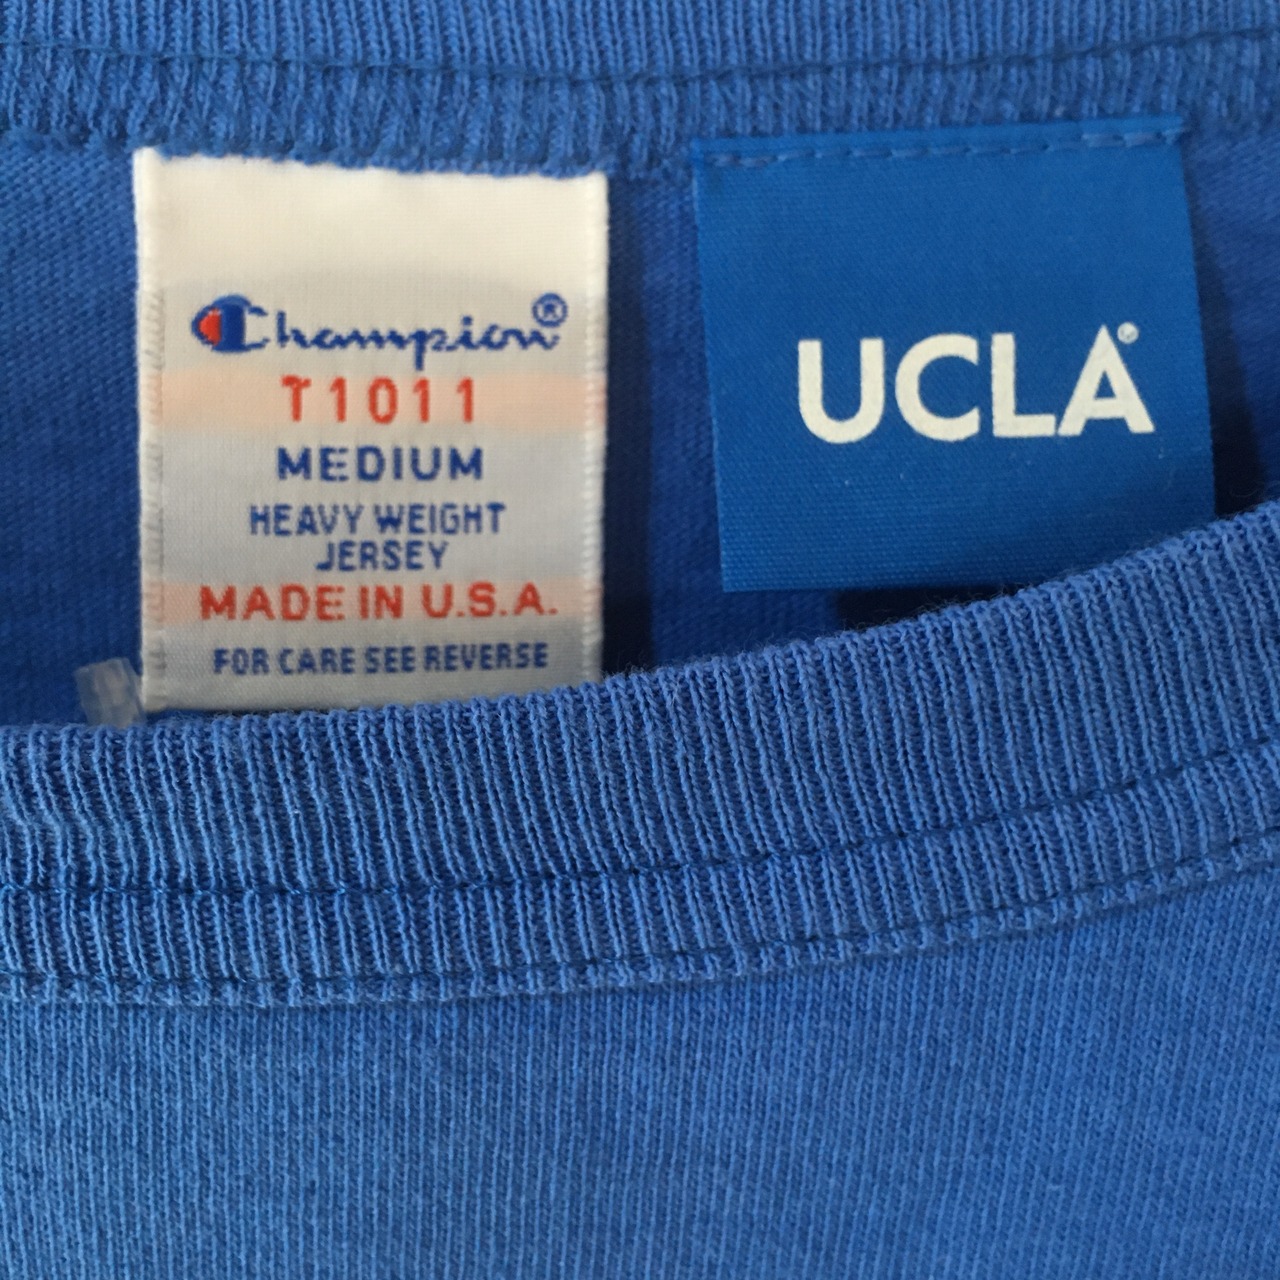 Champion®
T1011
MEDIUM
HEAVY WEIGHT
JERSEY
MADE IN U.S.A.
FOR CARE SEE REVERSE
UCLA®